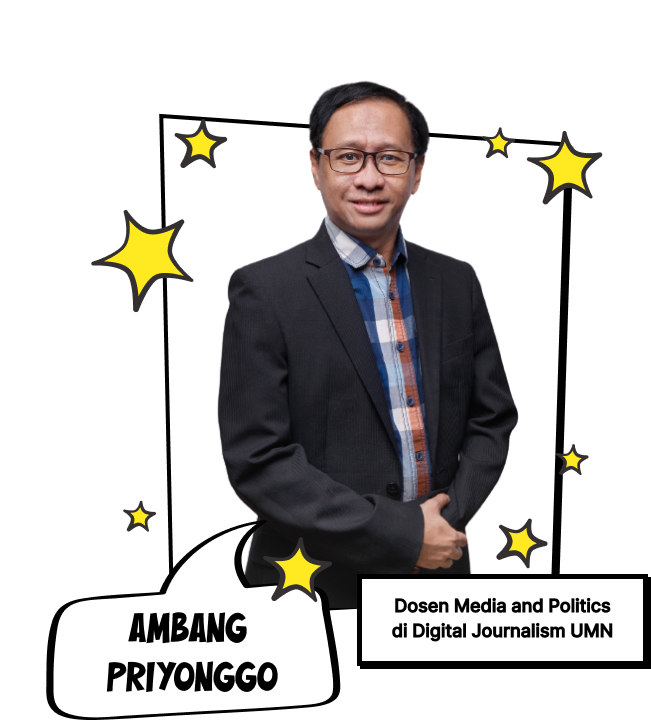 AMBANG
PRIYONGGO
Dosen Media and Politics
di Digital Journalism UMN